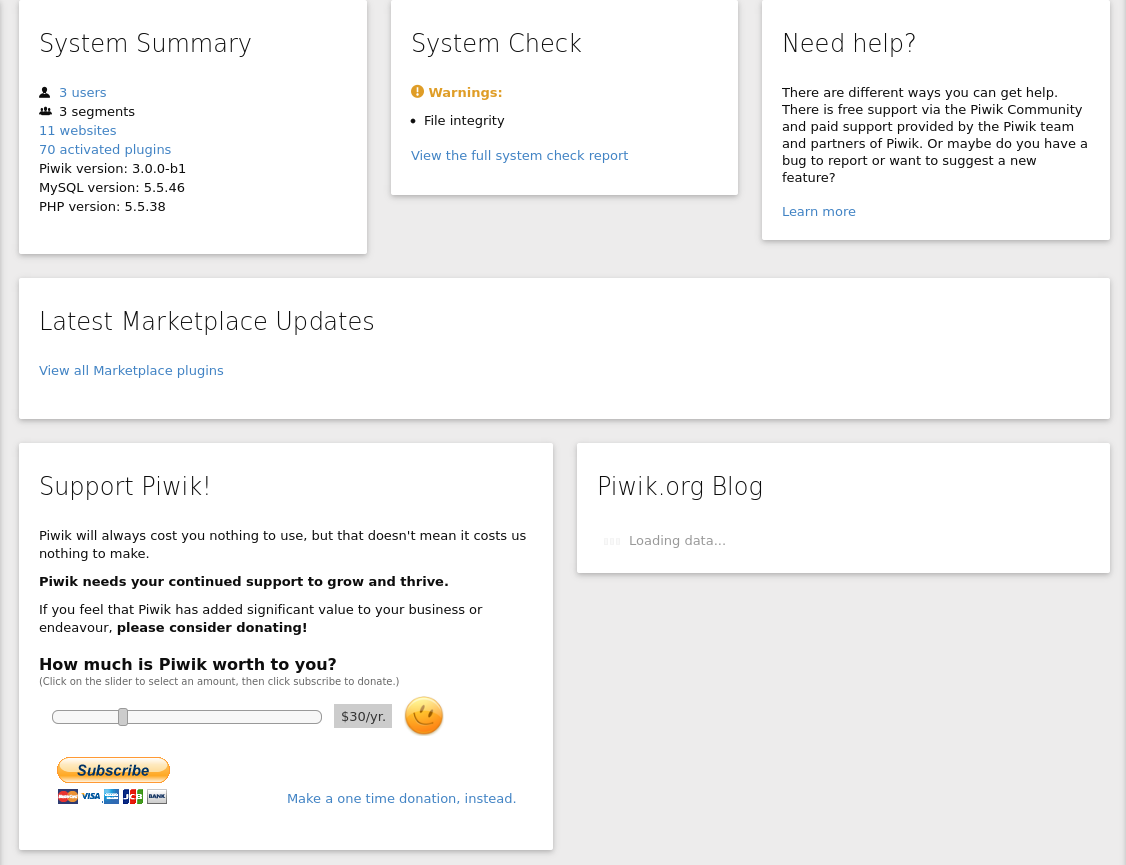 System Summary
3 users
3 segments
11 websites
70 activated plugins
Piwik version: 3.0.0-b1
MySQL version: 5.5.46
PHP version: 5.5.38
System Check
Warnings:
File integrity
View the full system check report
Need help?
There are different ways you can get help.
There is free support via the Piwik Community
and paid support provided by the Piwik team
and partners of Piwik. Or maybe do you have a
bug to report or want to suggest a new
feature?
Learn more
Latest Marketplace Updates
View all Marketplace plugins
Support Piwik!
Piwik will always cost you nothing to use, but that doesn't mean it costs us
nothing to make.
Piwik needs your continued support to grow and thrive.
If you feel that Piwik has added significant value to your business or
endeavour, please consider donating!
How much is Piwik worth to you?
(Click on the slider to select an amount, then click subscribe to donate.)
$30/yr.
Subscribe
VISA
JCB
BANK
Make a one time donation, instead.
Piwik.org Blog
Loading data...